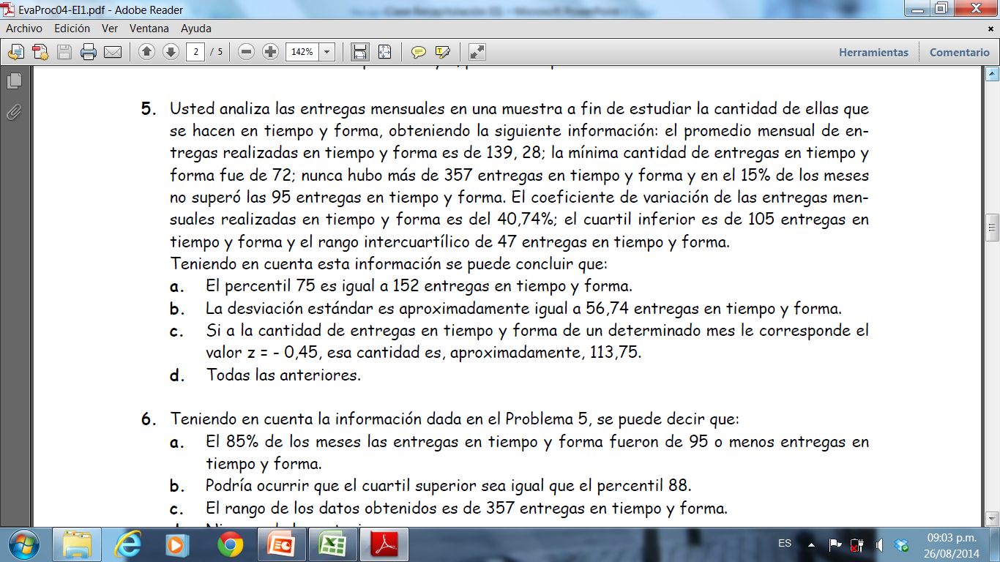 EvaProc04-EI1.pdf - Adobe Reader
Archivo Edición Ver Ventana Ayuda
2 / 5 142% Herramientas Comentario
5. Usted analiza las entregas mensuales en una muestra a fin de estudiar la cantidad de ellas que
se hacen en tiempo y forma, obteniendo la siguiente información: el promedio mensual de en-
tregas realizadas en tiempo y forma es de 139, 28; la mínima cantidad de entregas en tiempo y
forma fue de 72; nunca hubo más de 357 entregas en tiempo y forma y en el 15% de los meses
no superó las 95 entregas en tiempo y forma. El coeficiente de variación de las entregas men-
suales realizadas en tiempo y forma es del 40,74%; el cuartil inferior es de 105 entregas en
tiempo y forma y el rango intercuartílico de 47 entregas en tiempo y forma.
Teniendo en cuenta esta información se puede concluir que:
a. El percentil 75 es igual a 152 entregas en tiempo y forma.
b. La desviación estándar es aproximadamente igual a 56,74 entregas en tiempo y forma.
c. Si a la cantidad de entregas en tiempo y forma de un determinado mes le corresponde el
valor z = - 0,45, esa cantidad es, aproximadamente, 113,75.
d. Todas las anteriores.
6. Teniendo en cuenta la información dada en el Problema 5, se puede decir que:
a. El 85% de los meses las entregas en tiempo y forma fueron de 95 o menos entregas en
tiempo y forma.
b. Podría ocurrir que el cuartil superior sea igual que el percentil 88.
c. El rango de los datos obtenidos es de 357 entregas en tiempo y forma.
ES
09:03 p.m.
26/08/2014